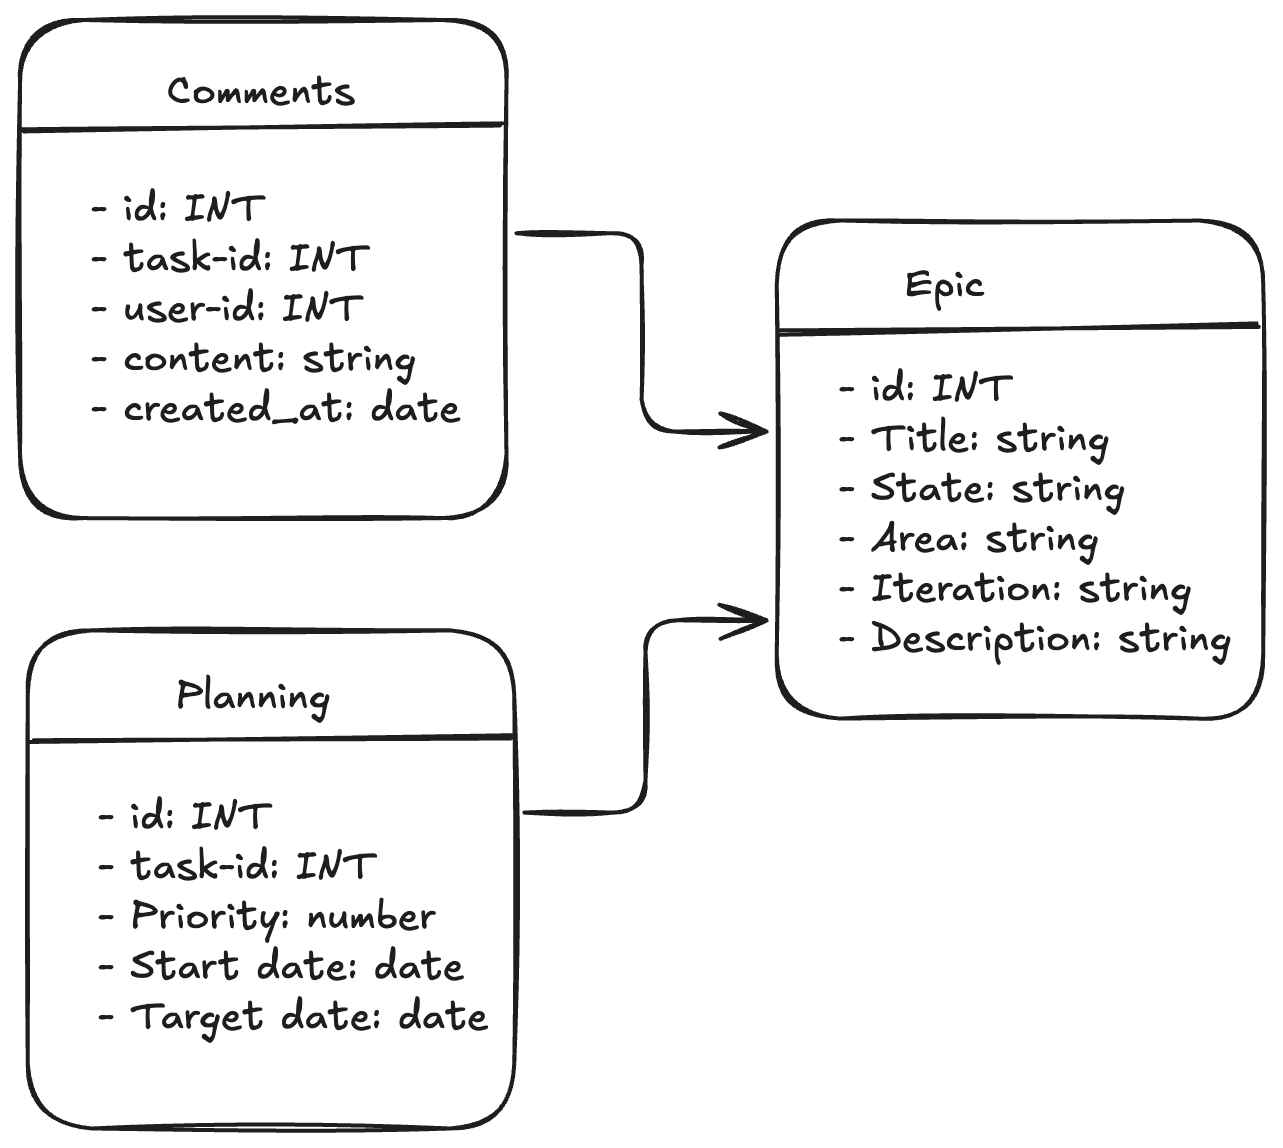 Comments
- id: INT
- task-id: INT
- user-id: INT
- content: string
- created_at: date
Epic
- id: INT
- Title: string
- State: string
- Area: string
- Iteration: string
- Description: string
Planning
- id: INT
- task-id: INT
- Priority: number
- Start date: date
- Target date: date